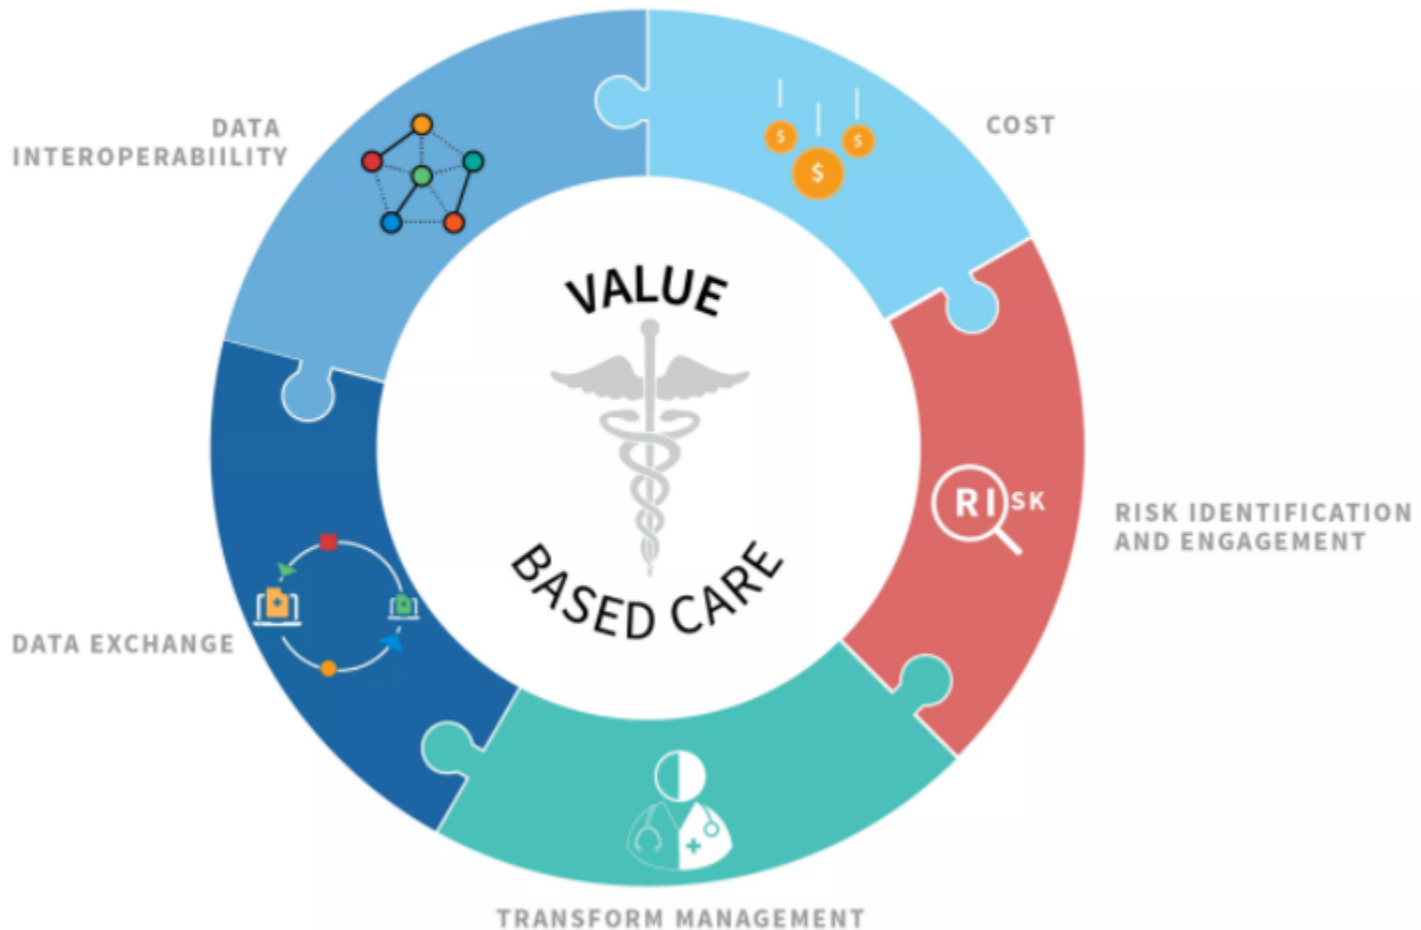 DATA
INTEROPERABIILITY
COST
$ $ $
VALUE
BASED CARE
RISK
RISK IDENTIFICATION
AND ENGAGEMENT
DATA EXCHANGE
TRANSFORM MANAGEMENT